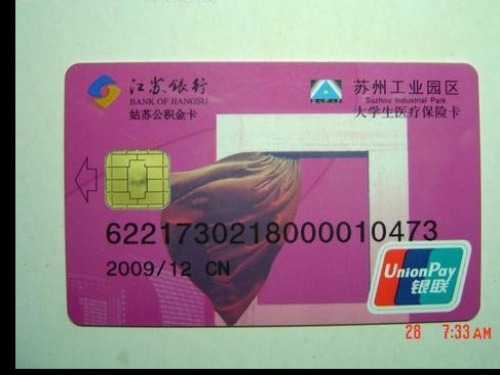 江苏银行
BANK OF JIANGSU
姑苏公积金卡
苏州工业园区
Suzhou Industrial Park
大学生医疗保险卡
6221730218000010473
2009/12 CN
UnionPay
银联
28 7:33 AM